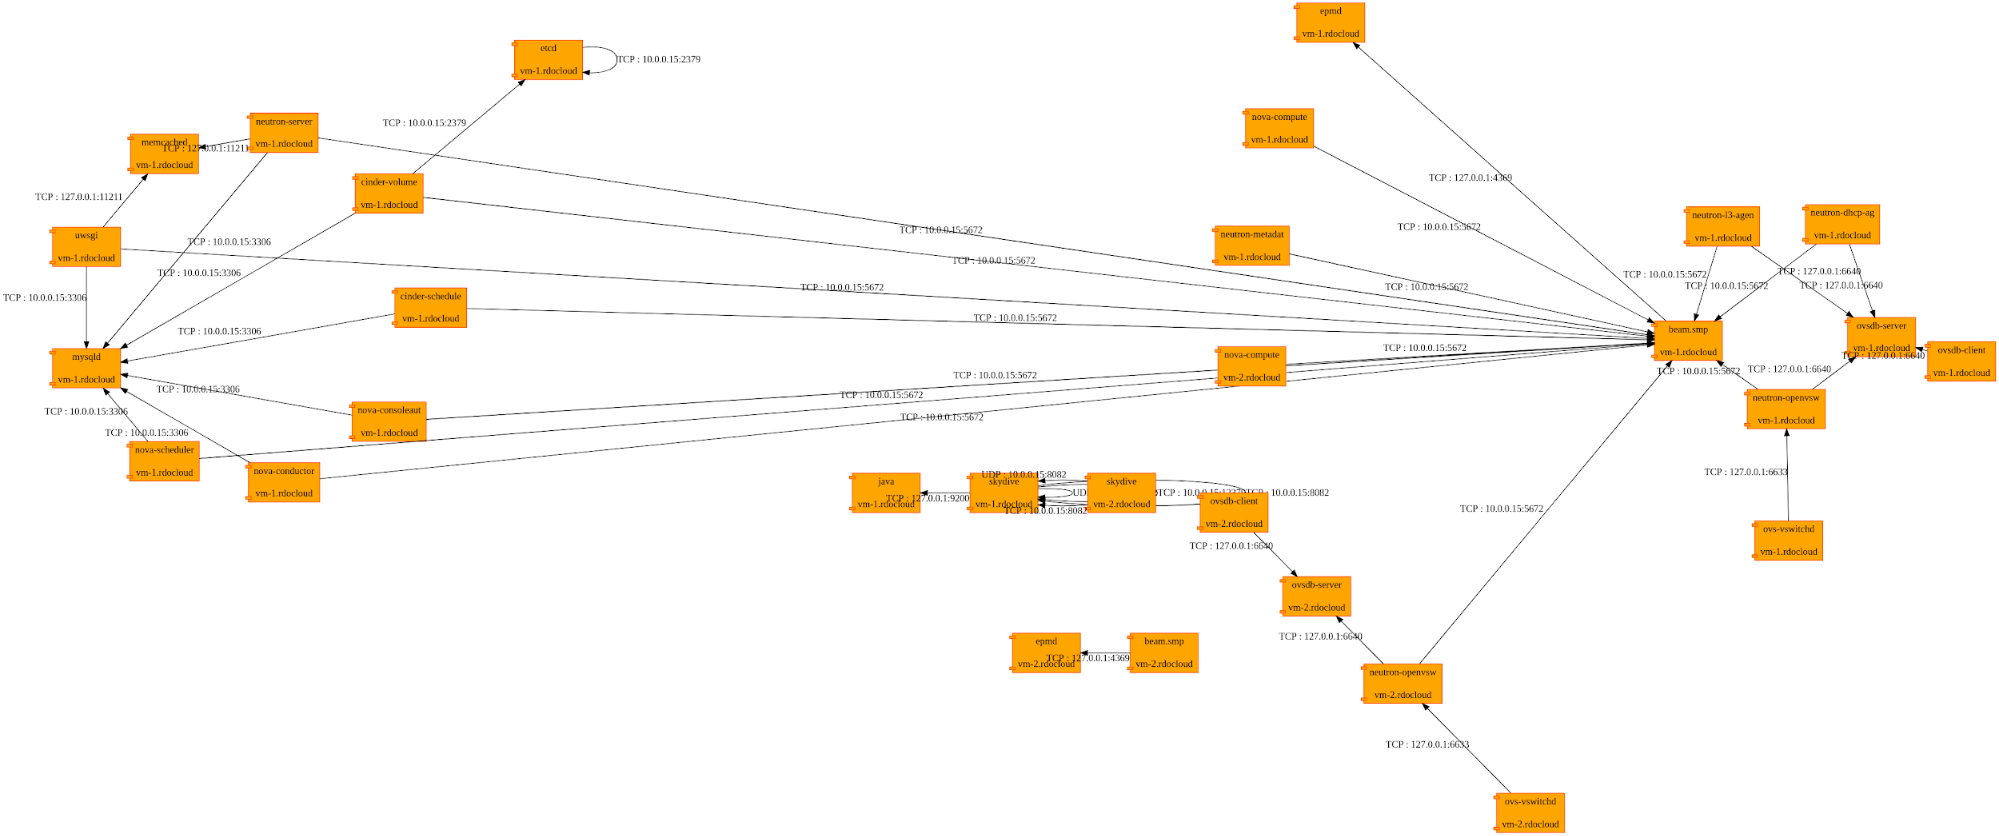 epmd
vm-1.rdocloud
etcd
vm-1.rdocloud
TCP : 10.0.0.15:2379
TCP : 10.0.0.15:2379
neutron-server
vm-1.rdocloud
memcached
vm-1.rdocloud
TCP : 127.0.0.1:11211
nova-compute
vm-1.rdocloud
TCP : 127.0.0.1:4369
cinder-volume
vm-1.rdocloud
TCP : 127.0.0.1:11211
uwsgi
vm-1.rdocloud
TCP : 10.0.0.15:3306
TCP : 10.0.0.15:5672
TCP : 10.0.0.15:5672
neutron-metadat
vm-1.rdocloud
neutron-l3-agen
vm-1.rdocloud
neutron-dhcp-ag
vm-1.rdocloud
TCP : 10.0.0.15:3306
TCP : 10.0.0.15:5672
TCP : 10.0.0.15:5672
TCP : 127.0.0.1:6640
TCP : 10.0.0.15:5672
TCP : 127.0.0.1:6640
TCP : 10.0.0.15:3306
TCP : 10.0.0.15:5672
TCP : 10.0.0.15:5672
cinder-schedule
vm-1.rdocloud
TCP : 10.0.0.15:3306
TCP : 10.0.0.15:5672
beam.smp
vm-1.rdocloud
ovsdb-server
vm-1.rdocloud
TCP : 127.0.0.1:6640
ovsdb-client
vm-1.rdocloud
mysqld
vm-1.rdocloud
nova-compute
vm-2.rdocloud
TCP : 10.0.0.15:5672
TCP : 10.0.0.15:5672
TCP : 10.0.0.15:5672
TCP : 127.0.0.1:6640
TCP : 10.0.0.15:3306
TCP : 10.0.0.15:5672
neutron-openvsw
vm-1.rdocloud
TCP : 10.0.0.15:3306
nova-consoleaut
vm-1.rdocloud
TCP : 10.0.0.15:5672
TCP : 10.0.0.15:3306
nova-scheduler
vm-1.rdocloud
nova-conductor
vm-1.rdocloud
TCP : 127.0.0.1:6633
java
vm-1.rdocloud
TCP : 127.0.0.1:9200
UDP : 10.0.0.15:8082
skydive
vm-1.rdocloud
TCP : 10.0.0.15:8082
skydive
vm-2.rdocloud
TCP : 10.0.0.15:8082
ovsdb-client
vm-2.rdocloud
ovs-vswitchd
vm-1.rdocloud
TCP : 127.0.0.1:6640
ovsdb-server
vm-2.rdocloud
TCP : 127.0.0.1:6640
epmd
vm-2.rdocloud
TCP : 127.0.0.1:4369
beam.smp
vm-2.rdocloud
neutron-openvsw
vm-2.rdocloud
TCP : 127.0.0.1:6633
ovs-vswitchd
vm-2.rdocloud